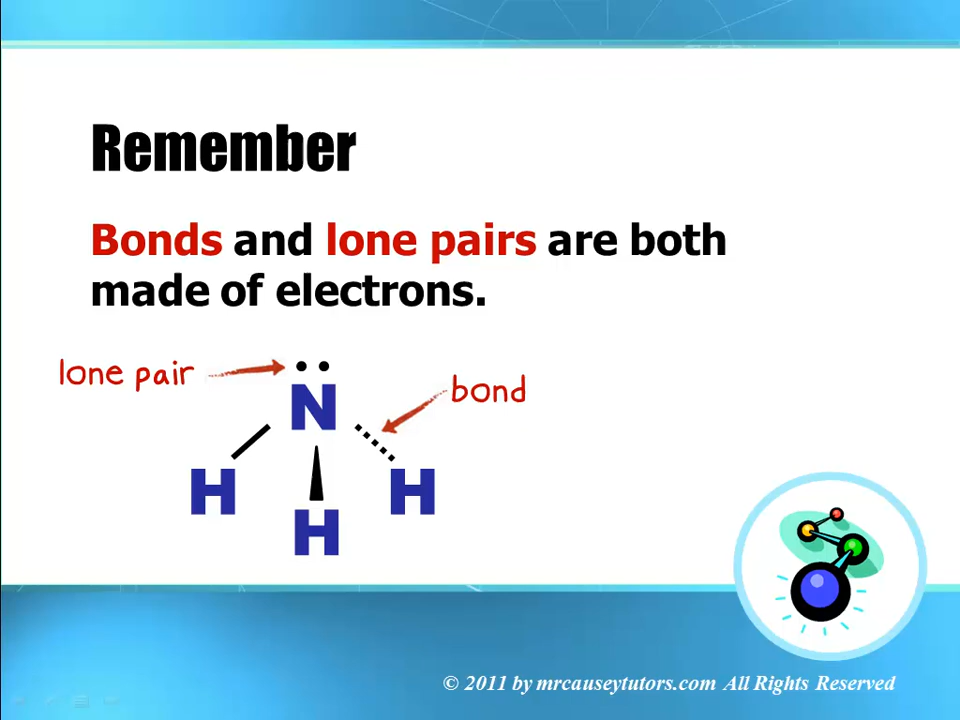 Remember
Bonds and lone pairs are both
made of electrons.
lone pair
bond
N
H
H
H
© 2011 by mrcauseytutors.com All Rights Reserved